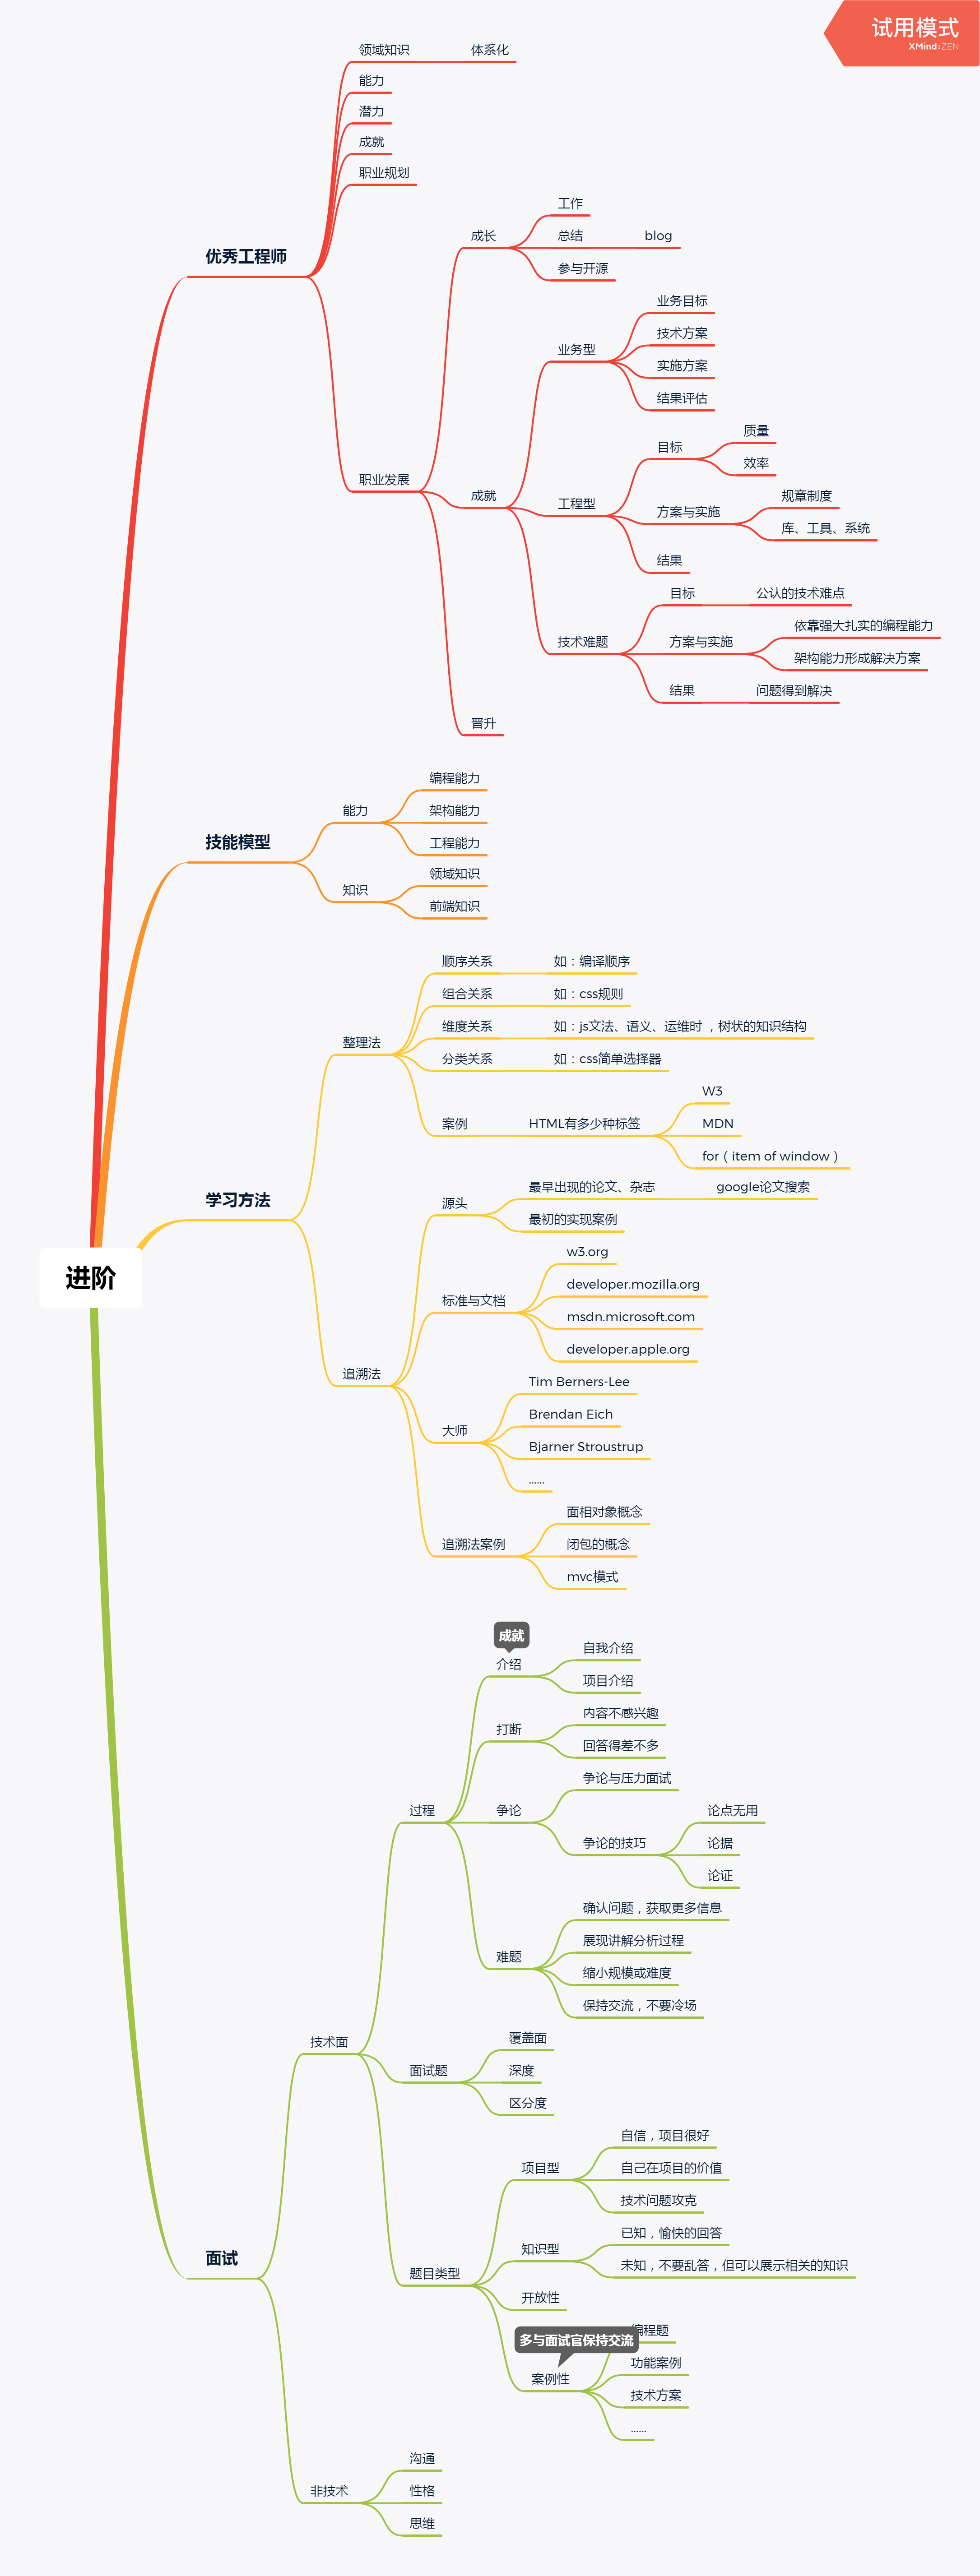 试用模式
XMind:ZEN
进阶
优秀工程师
领域知识
体系化
能力
潜力
成就
职业规划
职业发展
成长
工作
总结
blog
参与开源
成就
业务型
业务目标
技术方案
实施方案
结果评估
工程型
目标
质量
效率
方案与实施
规章制度
库、工具、系统
结果
技术难题
目标
公认的技术难点
方案与实施
依靠强大扎实的编程能力
架构能力形成解决方案
结果
问题得到解决
晋升
技能模型
能力
编程能力
架构能力
工程能力
知识
领域知识
前端知识
学习方法
整理法
顺序关系
如：编译顺序
组合关系
如：css规则
维度关系
如：js文法、语义、运维时，树状的知识结构
分类关系
如：css简单选择器
案例
HTML有多少种标签
W3
MDN
for（item of window）
追溯法
源头
最早出现的论文、杂志
google论文搜索
最初的实现案例
标准与文档
w3.org
developer.mozilla.org
msdn.microsoft.com
developer.apple.org
大师
Tim Berners-Lee
Brendan Eich
Bjarner Stroustrup
......
追溯法案例
面相对象概念
闭包的概念
mvc模式
面试
技术面
过程
成就
介绍
自我介绍
项目介绍
打断
内容不感兴趣
回答得差不多
争论
争论与压力面试
争论的技巧
论点无用
论据
论证
难题
确认问题，获取更多信息
展现讲解分析过程
缩小规模或难度
保持交流，不要冷场
面试题
覆盖面
深度
区分度
题目类型
项目型
自信，项目很好
自己在项目的价值
技术问题攻克
知识型
已知，愉快的回答
未知，不要乱答，但可以展示相关的知识
开放性
多与面试官保持交流
案例性
编程题
功能案例
技术方案
......
非技术
沟通
性格
思维